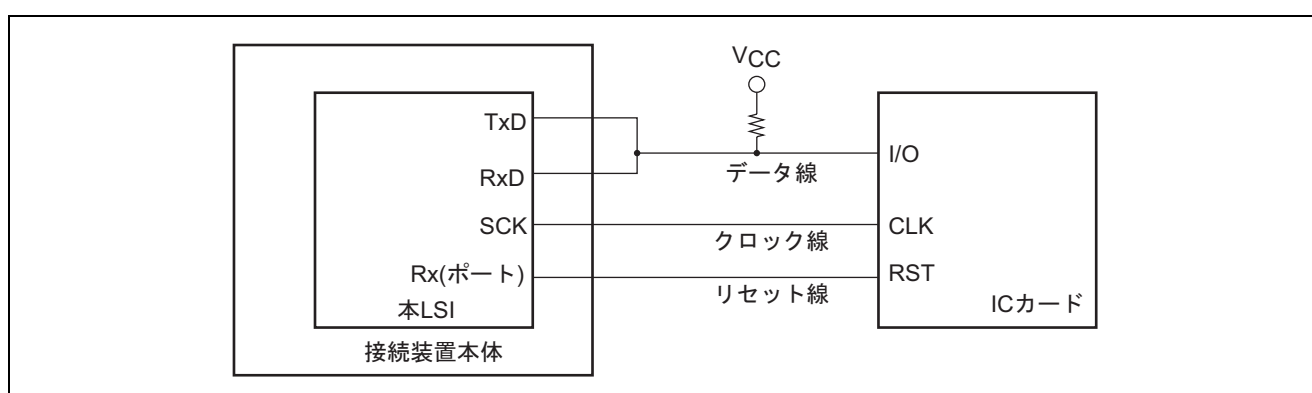 VCC
TxD
RxD
SCK
Rx(ポート)
本LSI
接続装置本体
データ線
クロック線
リセット線
I/O
CLK
RST
ICカード